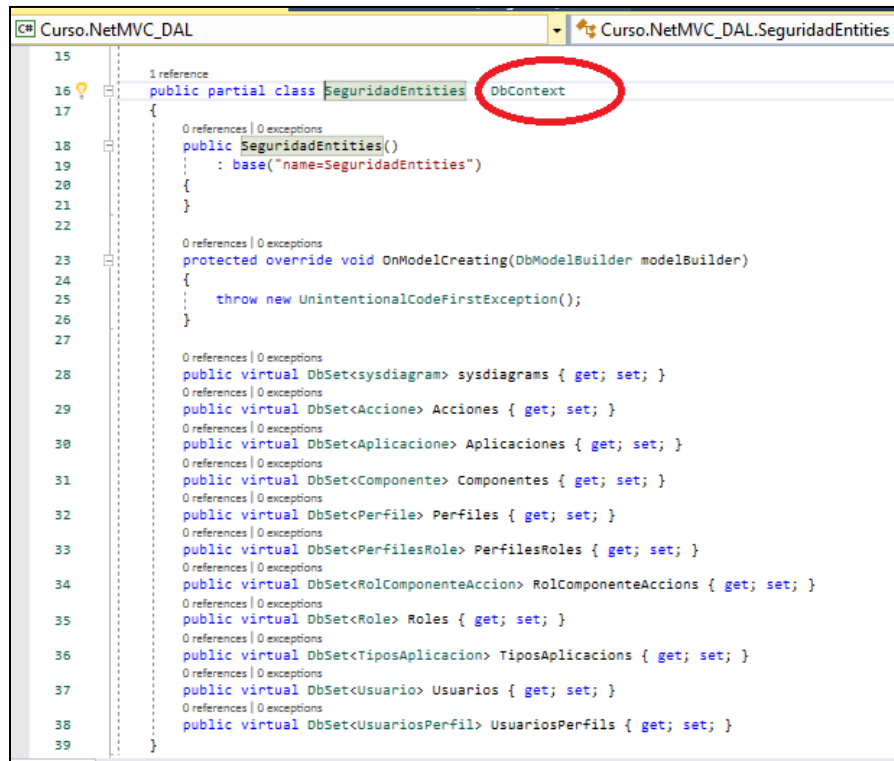 C# Curso.NetMVC_DAL Curso.NetMVC_DAL.SeguridadEntities
15
1 reference
16 public partial class SeguridadEntities : DbContext
17 {
0 references | 0 exceptions
18 public SeguridadEntities()
19 : base("name=SeguridadEntities")
20 {
21 }
22
0 references | 0 exceptions
23 protected override void OnModelCreating(DbModelBuilder modelBuilder)
24 {
25 throw new UnintentionalCodeFirstException();
26 }
27
0 references | 0 exceptions
28 public virtual DbSet<sysdiagram> sysdiagrams { get; set; }
0 references | 0 exceptions
29 public virtual DbSet<Accione> Acciones { get; set; }
0 references | 0 exceptions
30 public virtual DbSet<Aplicacione> Aplicaciones { get; set; }
0 references | 0 exceptions
31 public virtual DbSet<Componente> Componentes { get; set; }
0 references | 0 exceptions
32 public virtual DbSet<Perfile> Perfiles { get; set; }
0 references | 0 exceptions
33 public virtual DbSet<PerfilesRole> PerfilesRoles { get; set; }
0 references | 0 exceptions
34 public virtual DbSet<RolComponenteAccion> RolComponenteAccions { get; set; }
0 references | 0 exceptions
35 public virtual DbSet<Role> Roles { get; set; }
0 references | 0 exceptions
36 public virtual DbSet<TiposAplicacion> TiposAplicacions { get; set; }
0 references | 0 exceptions
37 public virtual DbSet<Usuario> Usuarios { get; set; }
0 references | 0 exceptions
38 public virtual DbSet<UsuariosPerfil> UsuariosPerfils { get; set; }
39 }